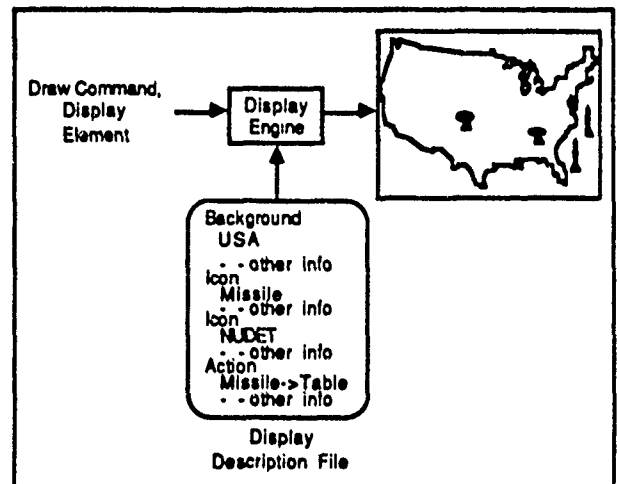 Draw Command,
Display
Element
Display
Engine
Background
USA
- - other info
Icon
Missile
- - other info
Icon
NUDET
- - other info
Action
Missile->Table
- - other info
Display
Description File